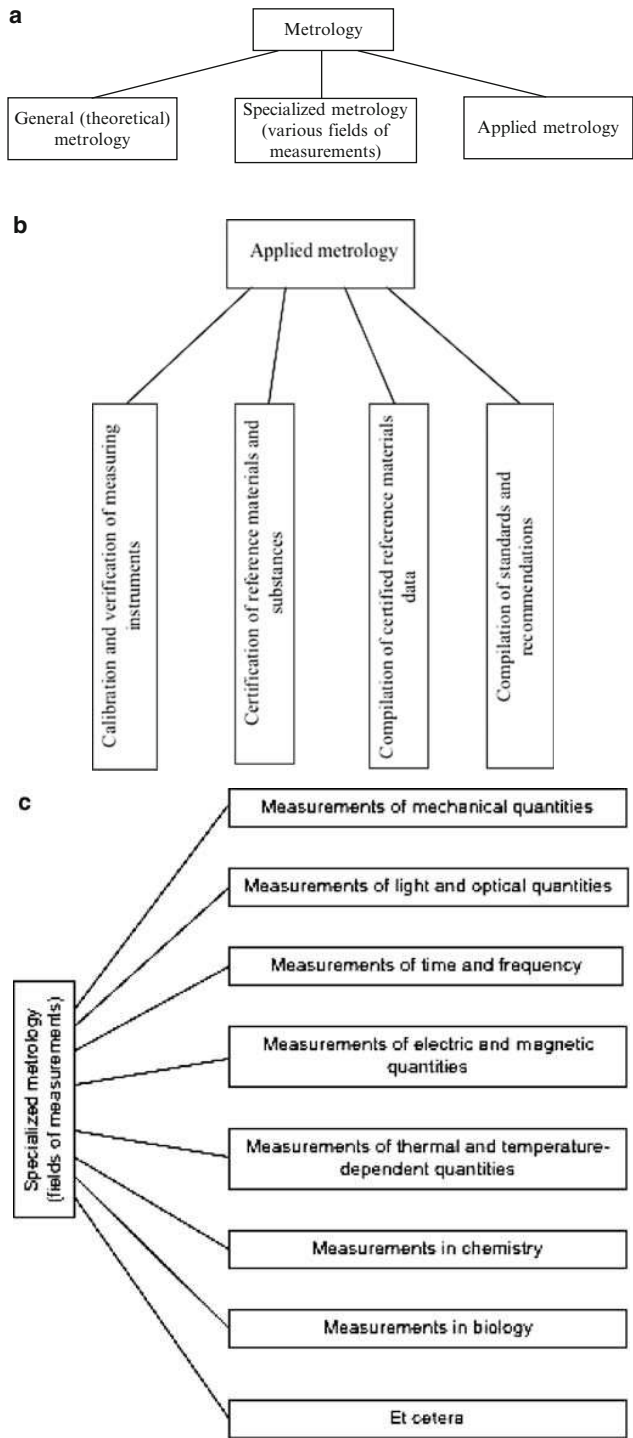 a
Metrology
General (theoretical)
metrology
Specialized metrology
(various fields of
measurements)
Applied metrology
b
Applied metrology
Calibration and verification of measuring
instruments
Certification of reference materials and
substances
Compilation of certified reference materials
data
Compilation of standards and
recommendations
c
Specialized metrology
(fields of measurements)
Measurements of mechanical quantities
Measurements of light and optical quantities
Measurements of time and frequency
Measurements of electric and magnetic
quantities
Measurements of thermal and temperature-
dependent quantities
Measurements in chemistry
Measurements in biology
Et cetera